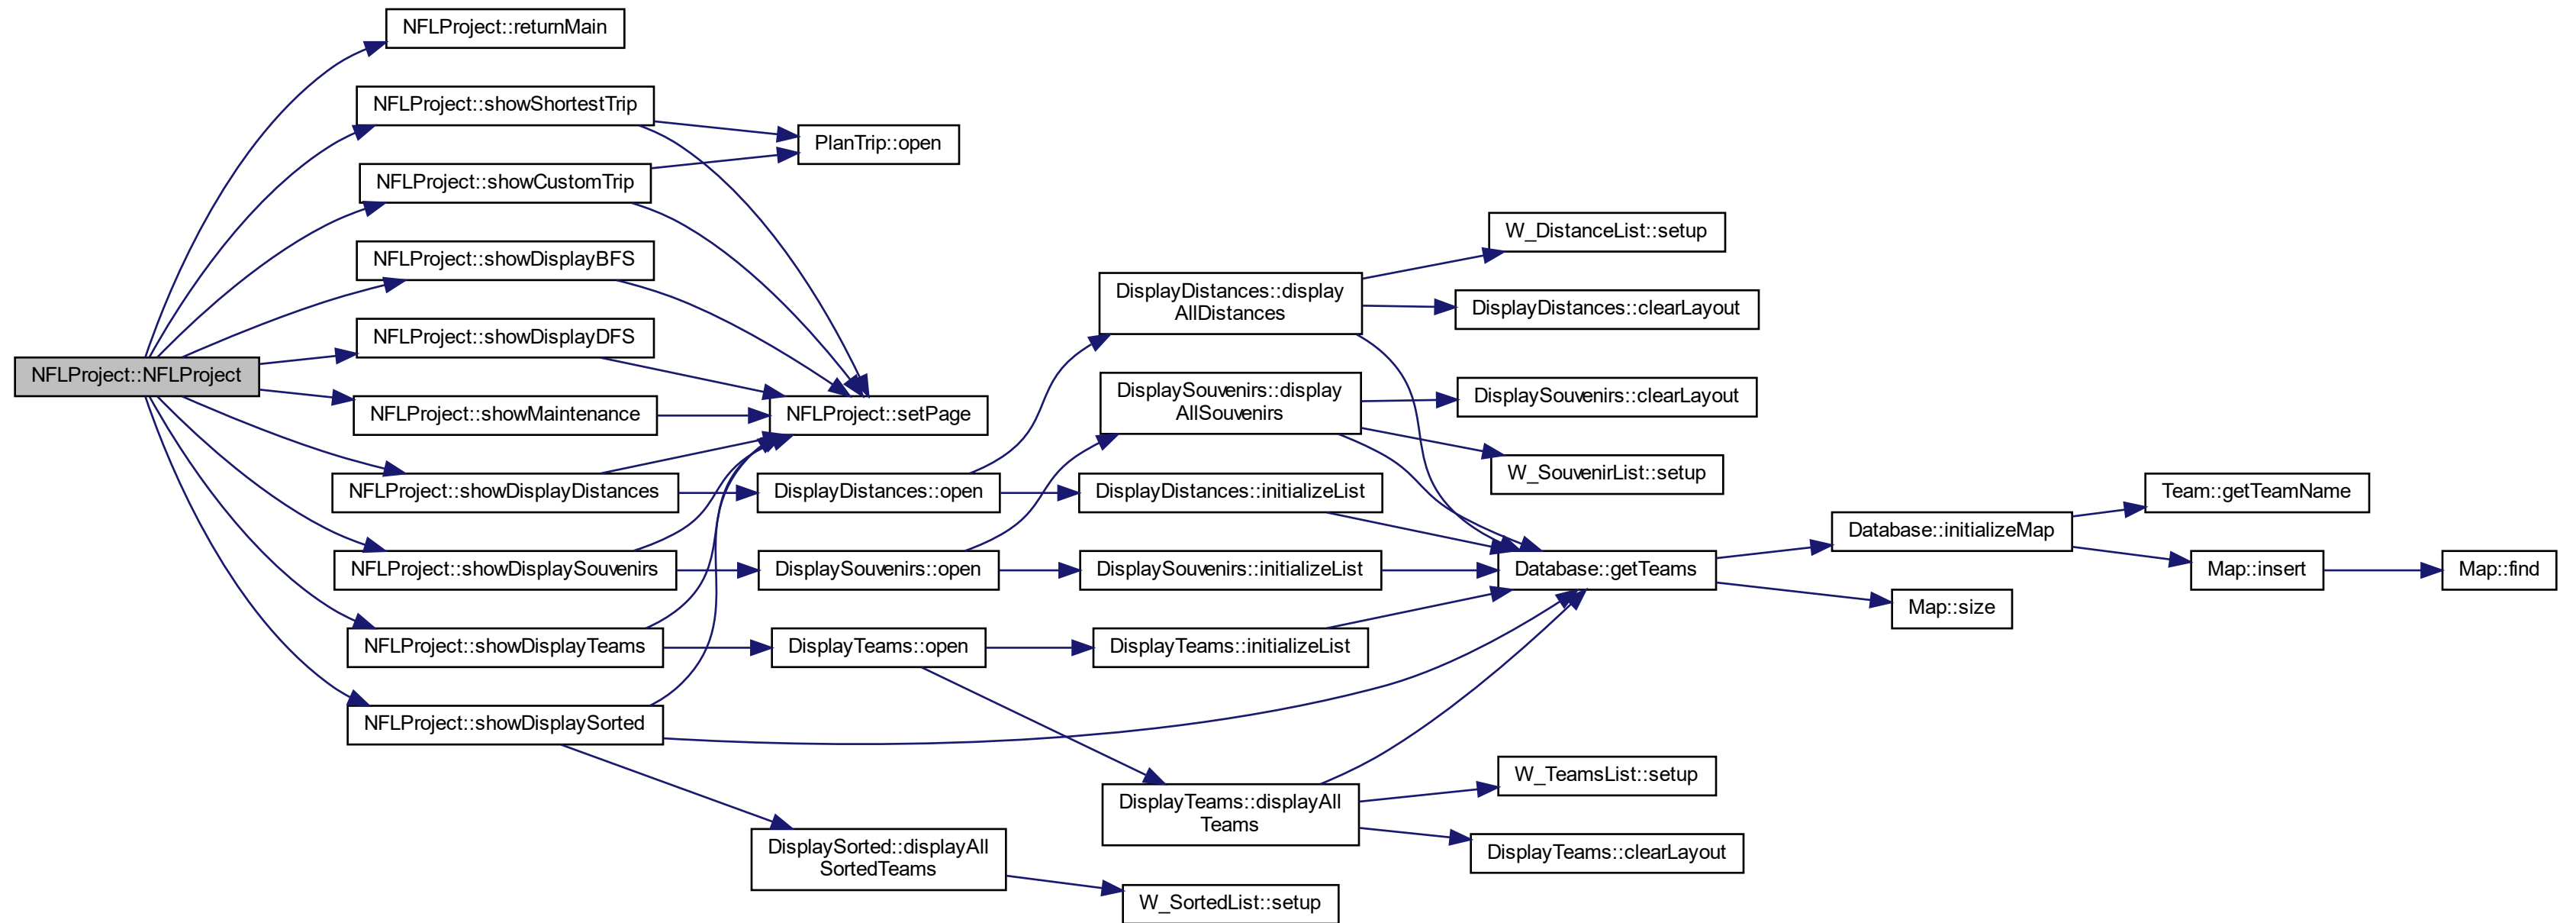 NFLProject::NFLProject
NFLProject::returnMain
NFLProject::showShortestTrip
NFLProject::showCustomTrip
NFLProject::showDisplayBFS
NFLProject::showDisplayDFS
NFLProject::showMaintenance
NFLProject::showDisplayDistances
NFLProject::showDisplaySouvenirs
NFLProject::showDisplayTeams
NFLProject::showDisplaySorted
PlanTrip::open
NFLProject::setPage
DisplayDistances::open
DisplaySouvenirs::open
DisplayTeams::open
DisplaySorted::displayAll
SortedTeams
DisplayDistances::display
AllDistances
DisplaySouvenirs::display
AllSouvenirs
DisplayDistances::initializeList
DisplaySouvenirs::initializeList
DisplayTeams::initializeList
DisplayTeams::displayAll
Teams
W_SortedList::setup
W_DistanceList::setup
DisplayDistances::clearLayout
DisplaySouvenirs::clearLayout
W_SouvenirList::setup
Database::getTeams
W_TeamsList::setup
DisplayTeams::clearLayout
Database::initializeMap
Map::size
Team::getTeamName
Map::insert
Map::find